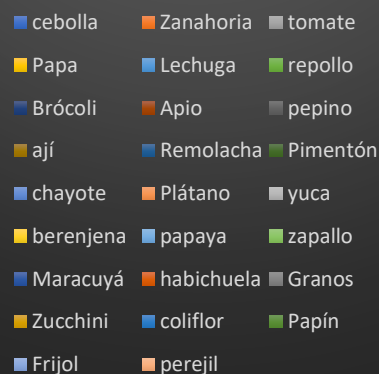 cebolla Zanahoria tomate
Papa Lechuga repollo
Brócoli Apio pepino
ají Remolacha Pimentón
chayote Plátano yuca
berenjena papaya zapallo
Maracuyá habichuela Granos
Zucchini coliflor Papín
Frijol perejil